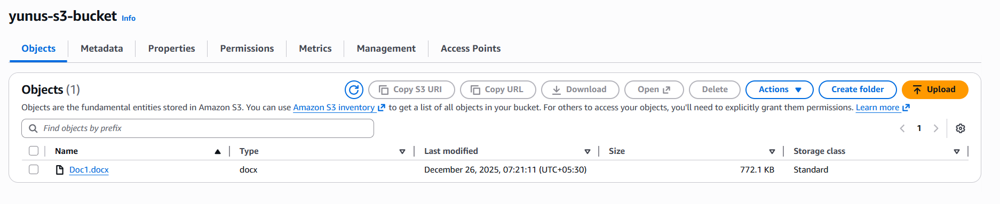 yunus-s3-bucket Info
Objects Metadata Properties Permissions Metrics Management Access Points
Objects (1) Copy S3 URI Copy URL Download Open Delete Actions Create folder Upload
Objects are the fundamental entities stored in Amazon S3. You can use Amazon S3 inventory to get a list of all objects in your bucket. For others to access your objects, you'll need to explicitly grant them permissions. Learn more
Find objects by prefix 1
Name Type Last modified Size Storage class
Doc1.docx docx December 26, 2025, 07:21:11 (UTC+05:30) 772.1 KB Standard